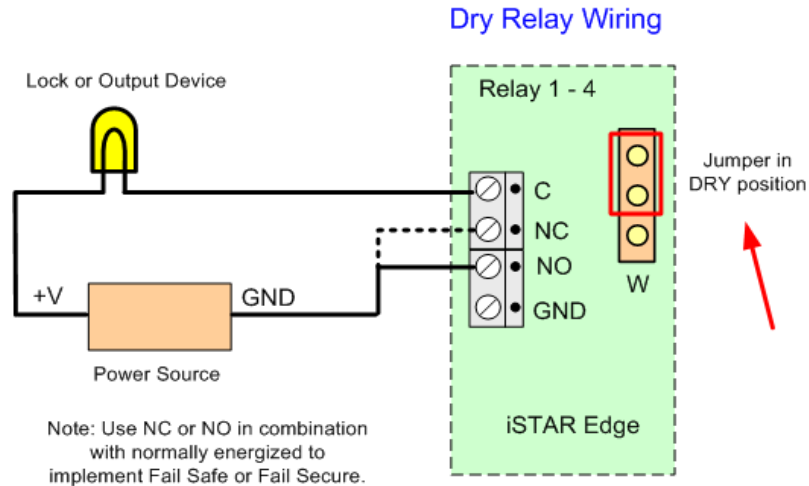 Dry Relay Wiring
Lock or Output Device
Relay 1 - 4
Jumper in
DRY position
C
NC
NO
GND
W
+V
GND
Power Source
iSTAR Edge
Note: Use NC or NO in combination
with normally energized to
implement Fail Safe or Fail Secure.